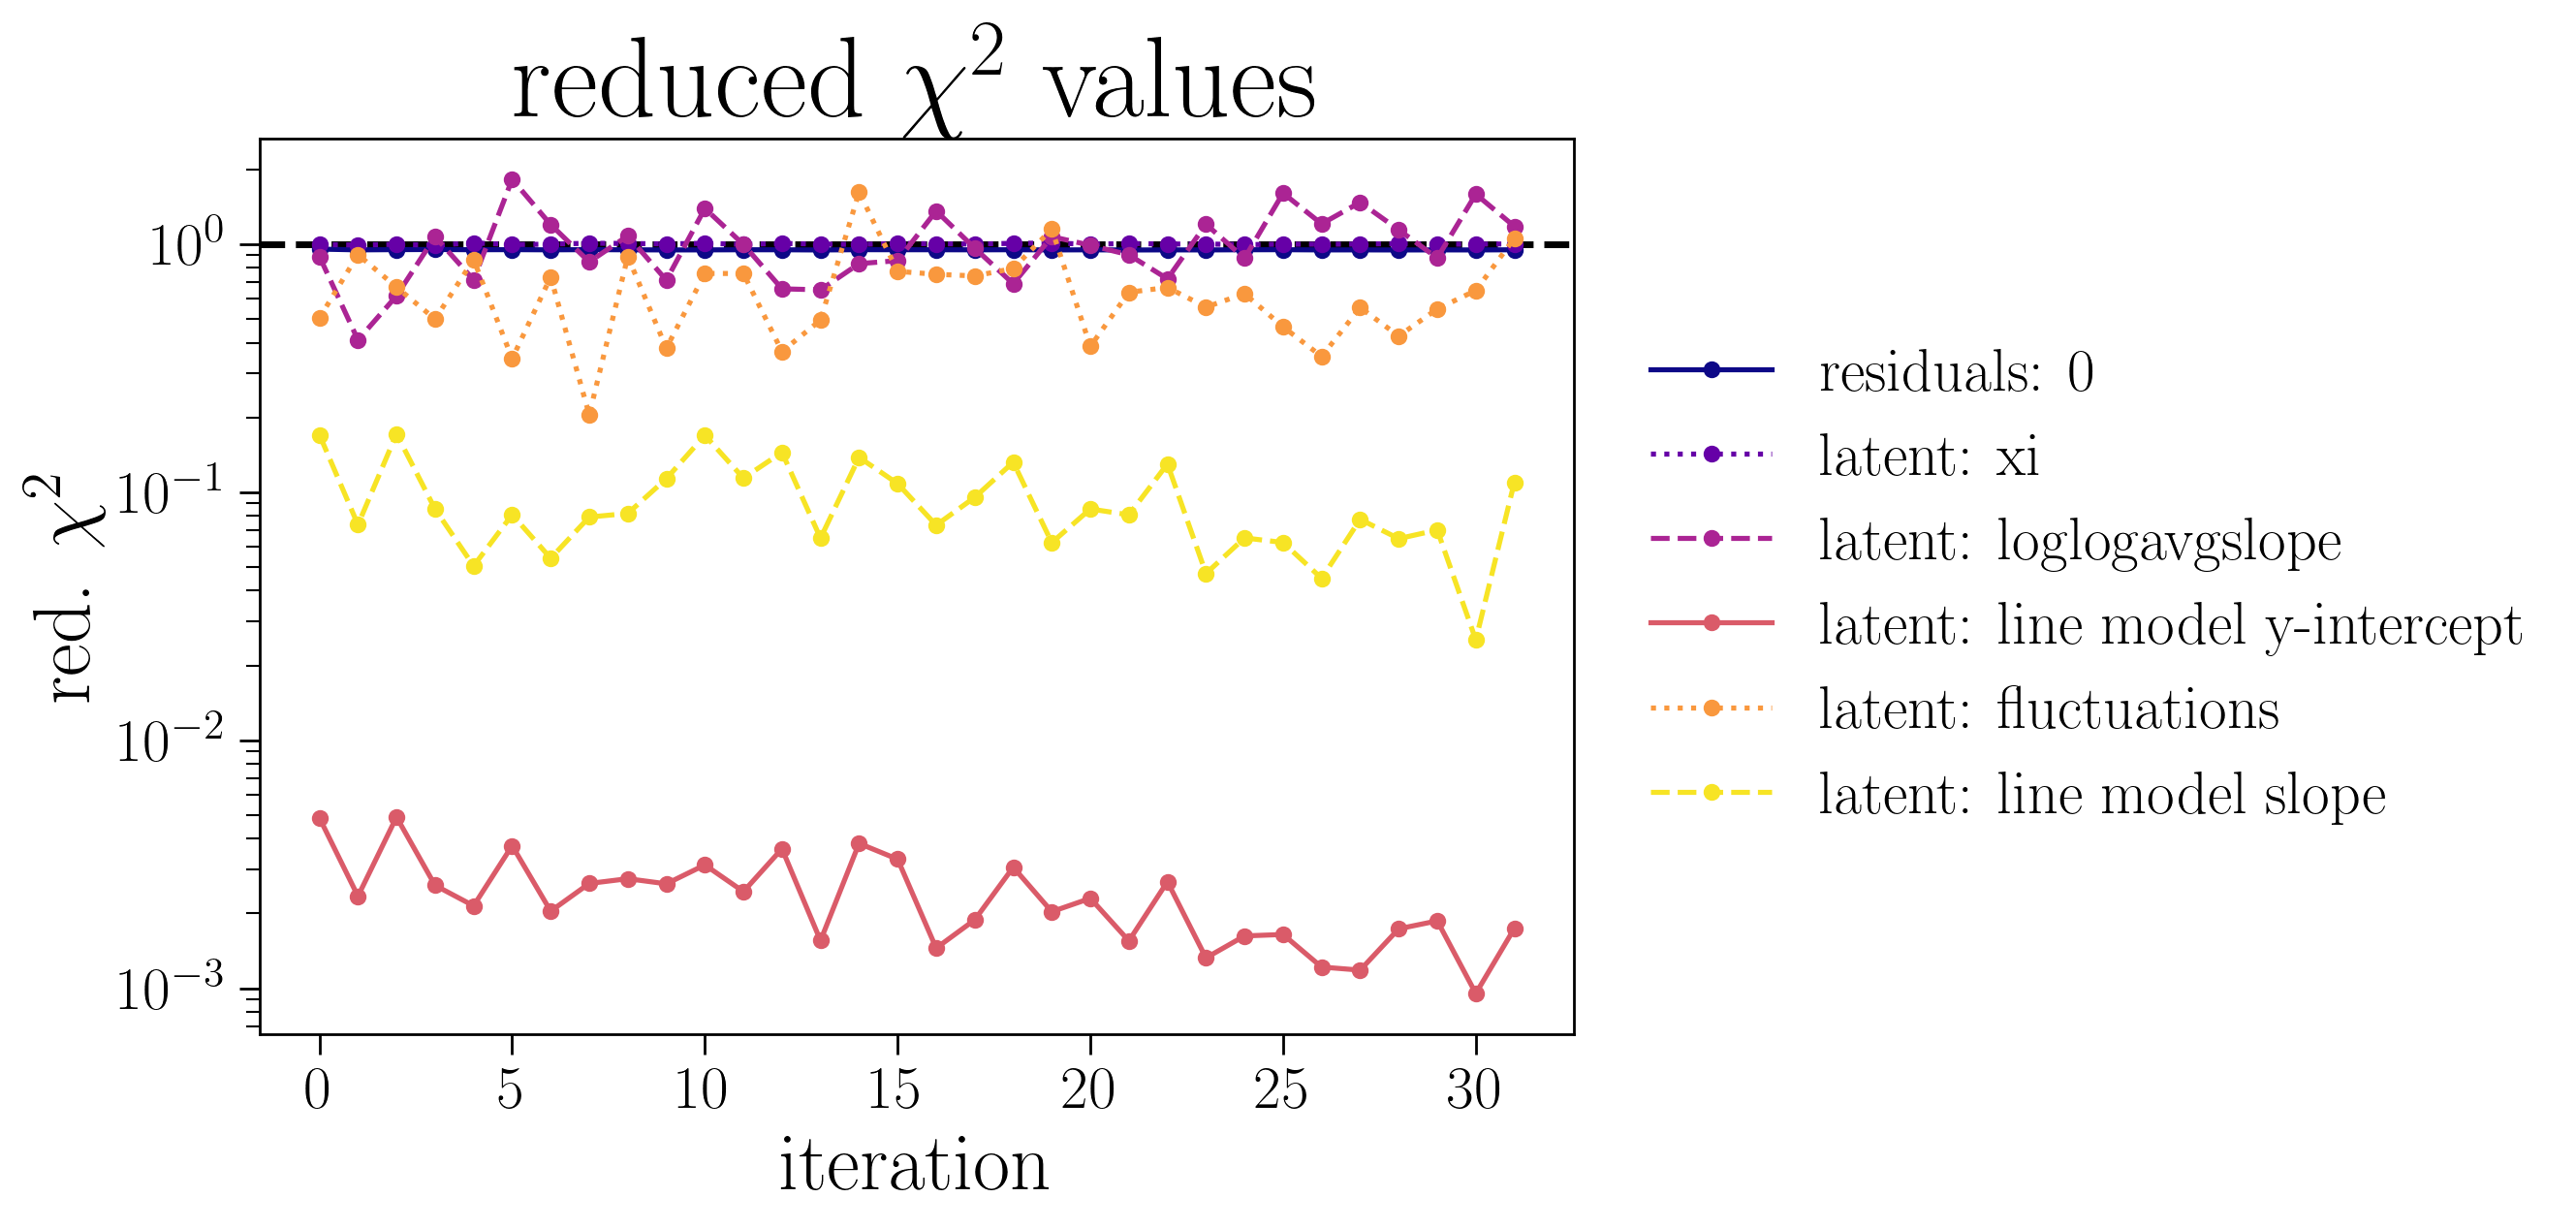 reduced χ² values
red. χ²
10⁰
10⁻¹
10⁻²
10⁻³
0 5 10 15 20 25 30
iteration
residuals: 0
latent: xi
latent: loglogavgslope
latent: line model y-intercept
latent: fluctuations
latent: line model slope